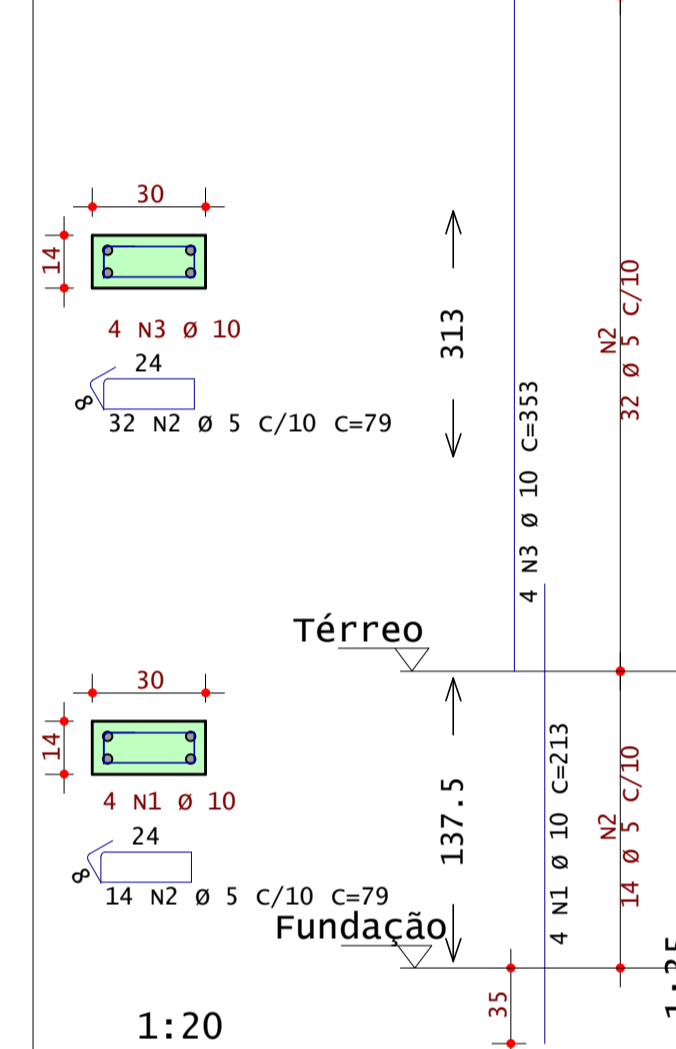 30
14
4 N3 Ø 10
24
8
32 N2 Ø 5 C/10 C=79
313
4 N3 Ø 10 C=353
N2
32 Ø 5 C/10
Térreo
30
14
4 N1 Ø 10
24
8
14 N2 Ø 5 C/10 C=79
137.5
4 N1 Ø 10 C=213
N2
14 Ø 5 C/10
Fundação
35
1:20